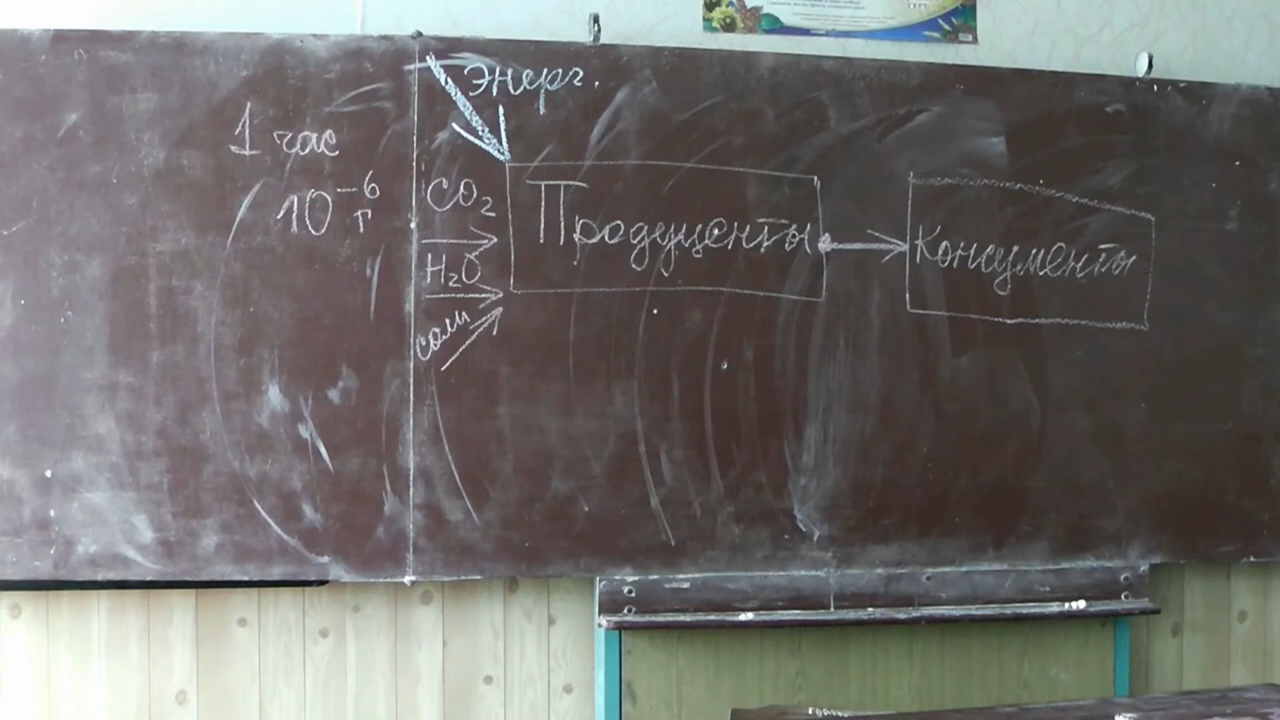 энерг.
1 час
10⁻⁶ г
CO₂
Продуценты
Консументы
H₂O
соли